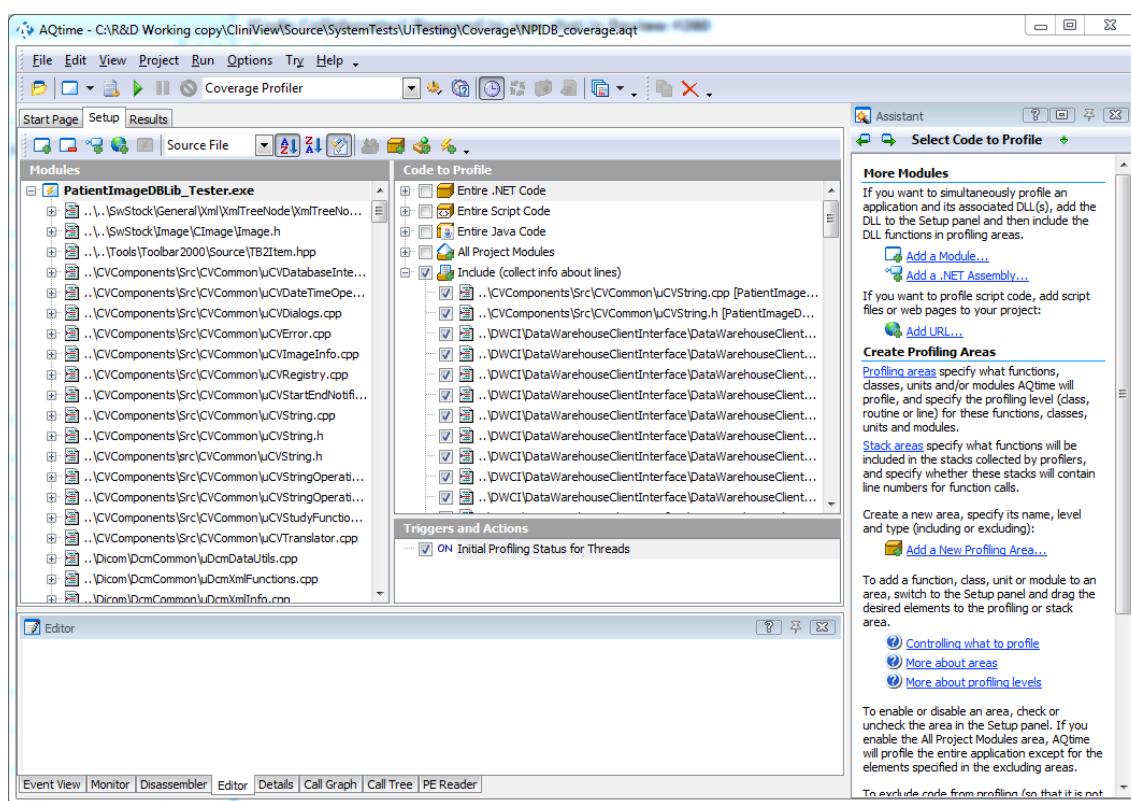 AQtime - C:\R&D Working copy\CliniView\Source\SystemTests\UiTesting\Coverage\NPIDB_coverage.aqt
File Edit View Project Run Options Try Help
Coverage Profiler
Start Page Setup Results
Source File
Modules
PatientImageDBLib_Tester.exe
..\..\SwStock\General\Xml\XmlTreeNode\XmlTreeNo...
..\..\SwStock\Image\CImage\Image.h
..\..\Tools\Toolbar2000\Source\TB2Item.hpp
..\CVComponents\Src\CVCommon\uCVDatabaseInte...
..\CVComponents\Src\CVCommon\uCVDateTimeOpe...
..\CVComponents\Src\CVCommon\uCVDialogs.cpp
..\CVComponents\Src\CVCommon\uCVError.cpp
..\CVComponents\Src\CVCommon\uCVImageInfo.cpp
..\CVComponents\Src\CVCommon\uCVRegistry.cpp
..\CVComponents\Src\CVCommon\uCVStartEndNotifi...
..\CVComponents\Src\CVCommon\uCVString.cpp
..\CVComponents\Src\CVCommon\uCVString.h
..\CVComponents\src\CVCommon\uCVString.h
..\CVComponents\Src\CVCommon\uCVStringOperati...
..\CVComponents\Src\CVCommon\uCVStringOperati...
..\CVComponents\Src\CVCommon\uCVStudyFunctio...
..\CVComponents\Src\CVCommon\uCVTranslator.cpp
..\Dicom\DcmCommon\uDcmDataUtils.cpp
..\Dicom\DcmCommon\uDcmXmlFunctions.cpp
..\Dicom\DcmCommon\uDcmXmlInfo.cpp
Code to Profile
Entire .NET Code
Entire Script Code
Entire Java Code
All Project Modules
Include (collect info about lines)
..\CVComponents\Src\CVCommon\uCVString.cpp [PatientImage...
..\CVComponents\Src\CVCommon\uCVString.h [PatientImageD...
..\DWCI\DataWarehouseClientInterface\DataWarehouseClient...
..\DWCI\DataWarehouseClientInterface\DataWarehouseClient...
..\DWCI\DataWarehouseClientInterface\DataWarehouseClient...
..\DWCI\DataWarehouseClientInterface\DataWarehouseClient...
..\DWCI\DataWarehouseClientInterface\DataWarehouseClient...
..\DWCI\DataWarehouseClientInterface\DataWarehouseClient...
..\DWCI\DataWarehouseClientInterface\DataWarehouseClient...
..\DWCI\DataWarehouseClientInterface\DataWarehouseClient...
..\DWCI\DataWarehouseClientInterface\DataWarehouseClient...
Triggers and Actions
ON Initial Profiling Status for Threads
Editor
Event View Monitor Disassembler Editor Details Call Graph Call Tree PE Reader
Assistant
Select Code to Profile
More Modules
If you want to simultaneously profile an
application and its associated DLL(s), add the
DLL to the Setup panel and then include the
DLL functions in profiling areas.
Add a Module...
Add a .NET Assembly...
If you want to profile script code, add script
files or web pages to your project:
Add URL...
Create Profiling Areas
Profiling areas specify what functions,
classes, units and/or modules AQtime will
profile, and specify the profiling level (class,
routine or line) for these functions, classes,
units and modules.
Stack areas specify what functions will be
included in the stacks collected by profilers,
and specify whether these stacks will contain
line numbers for function calls.
Create a new area, specify its name, level
and type (including or excluding):
Add a New Profiling Area...
To add a function, class, unit or module to an
area, switch to the Setup panel and drag the
desired elements to the profiling or stack
area.
Controlling what to profile
More about areas
More about profiling levels
To enable or disable an area, check or
uncheck the area in the Setup panel. If you
enable the All Project Modules area, AQtime
will profile the entire application except for the
elements specified in the excluding areas.
To exclude code from profiling (so that it is not